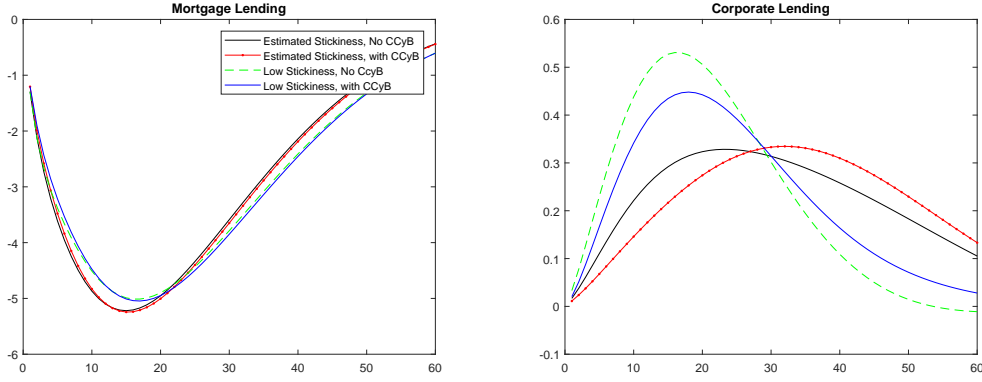 Mortgage Lending
0
-1
-2
-3
-4
-5
-6
0 10 20 30 40 50 60
Estimated Stickiness, No CCyB
Estimated Stickiness, with CCyB
Low Stickiness, No CcyB
Low Stickiness, with CCyB
Corporate Lending
0.6
0.5
0.4
0.3
0.2
0.1
0
-0.1
0 10 20 30 40 50 60